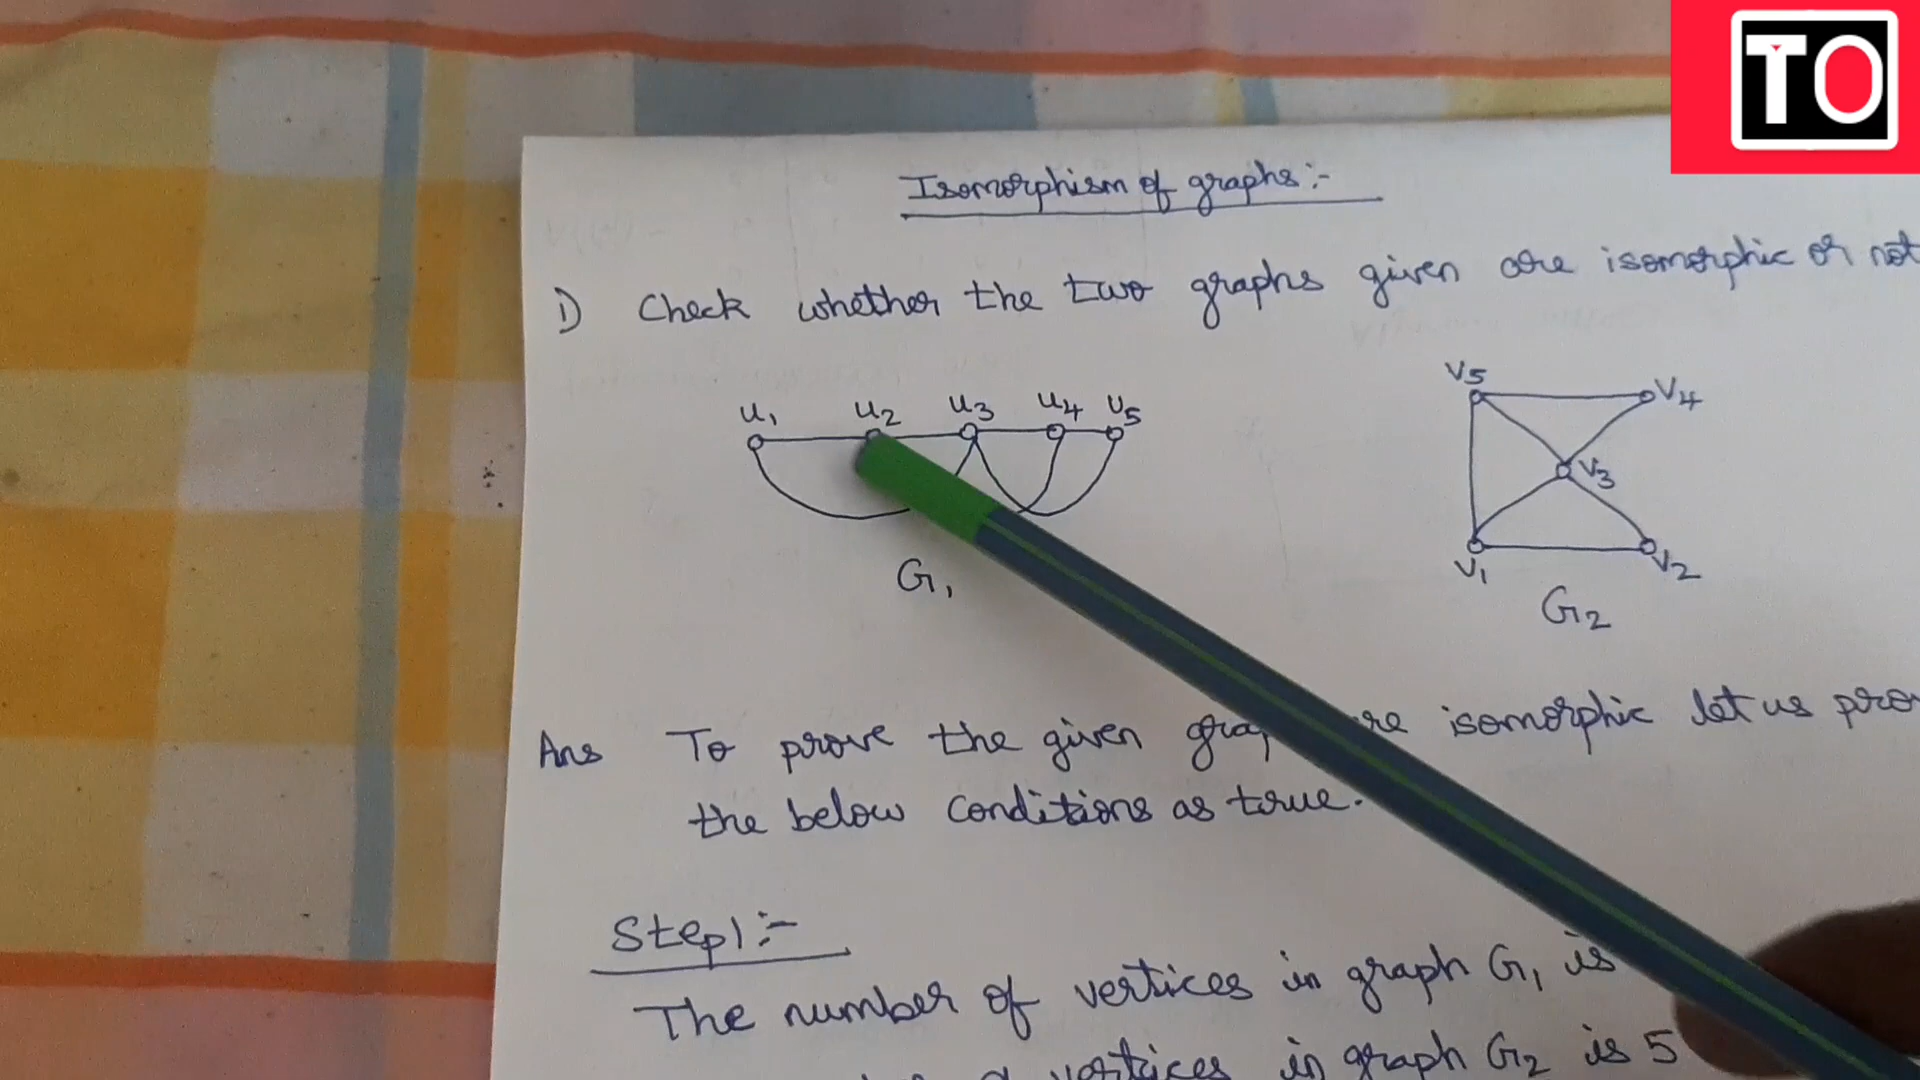 TO
Isomorphism of graphs:-
1) Check whether the two graphs given are isomorphic or not
u1 u2 u3 u4 u5
G1
V5 V4
V3
V1 V2
G2
Ans To prove the given isomorphic let us
the below conditions as true.
Step1:-
The number of vertices in graph G1 is
vertices in graph G2 is 5